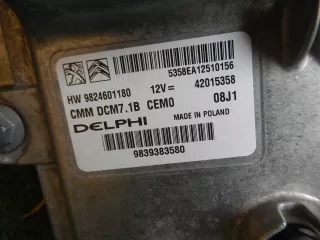 5358EA12510156
HW 9824601180 12V= 42015358
CMM DCM7.1B CEM0 08J1
DELPHI MADE IN POLAND
9839383580